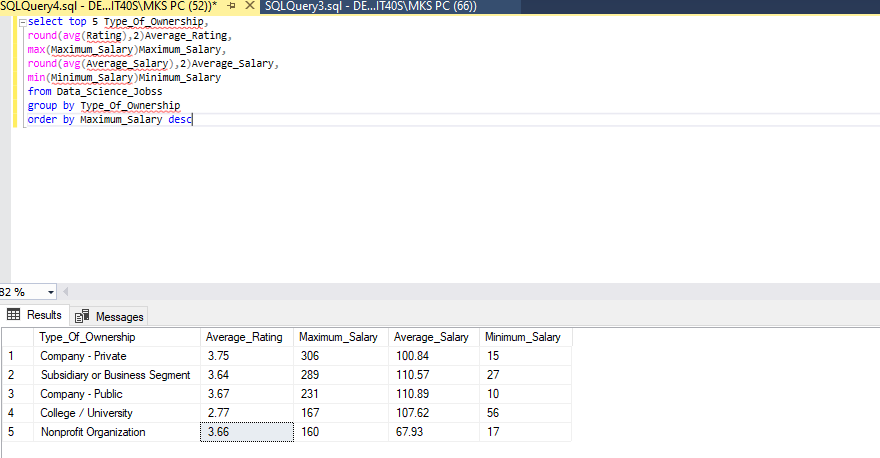 SQLQuery4.sql - DE...IT40S\MKS PC (52))* SQLQuery3.sql - DE...IT40S\MKS PC (66))
select top 5 Type_Of_Ownership,
round(avg(Rating),2)Average_Rating,
max(Maximum_Salary)Maximum_Salary,
round(avg(Average_Salary),2)Average_Salary,
min(Minimum_Salary)Minimum_Salary
from Data_Science_Jobss
group by Type_Of_Ownership
order by Maximum_Salary desc
82 %
Results Messages
Type_Of_Ownership Average_Rating Maximum_Salary Average_Salary Minimum_Salary
1 Company - Private 3.75 306 100.84 15
2 Subsidiary or Business Segment 3.64 289 110.57 27
3 Company - Public 3.67 231 110.89 10
4 College / University 2.77 167 107.62 56
5 Nonprofit Organization 3.66 160 67.93 17